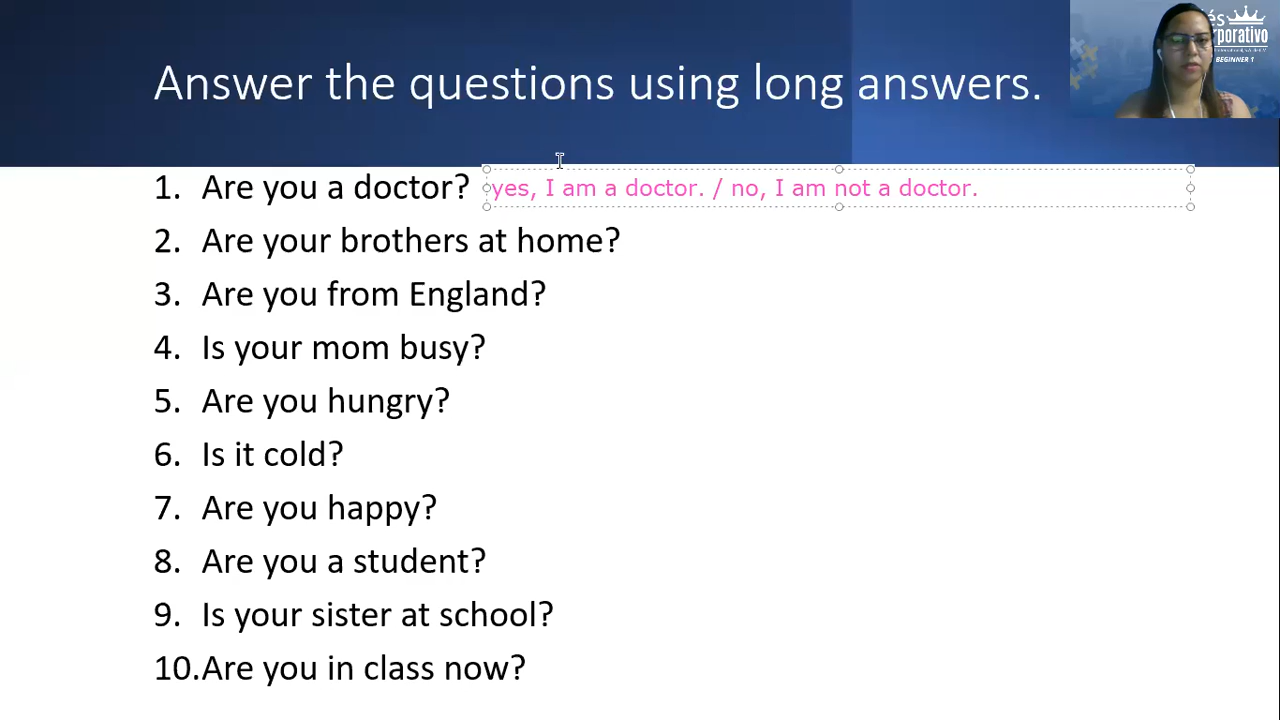 Answer the questions using long answers.
és
rporativo
BEGINNER 1
1. Are you a doctor? yes, I am a doctor. / no, I am not a doctor.
2. Are your brothers at home?
3. Are you from England?
4. Is your mom busy?
5. Are you hungry?
6. Is it cold?
7. Are you happy?
8. Are you a student?
9. Is your sister at school?
10.Are you in class now?